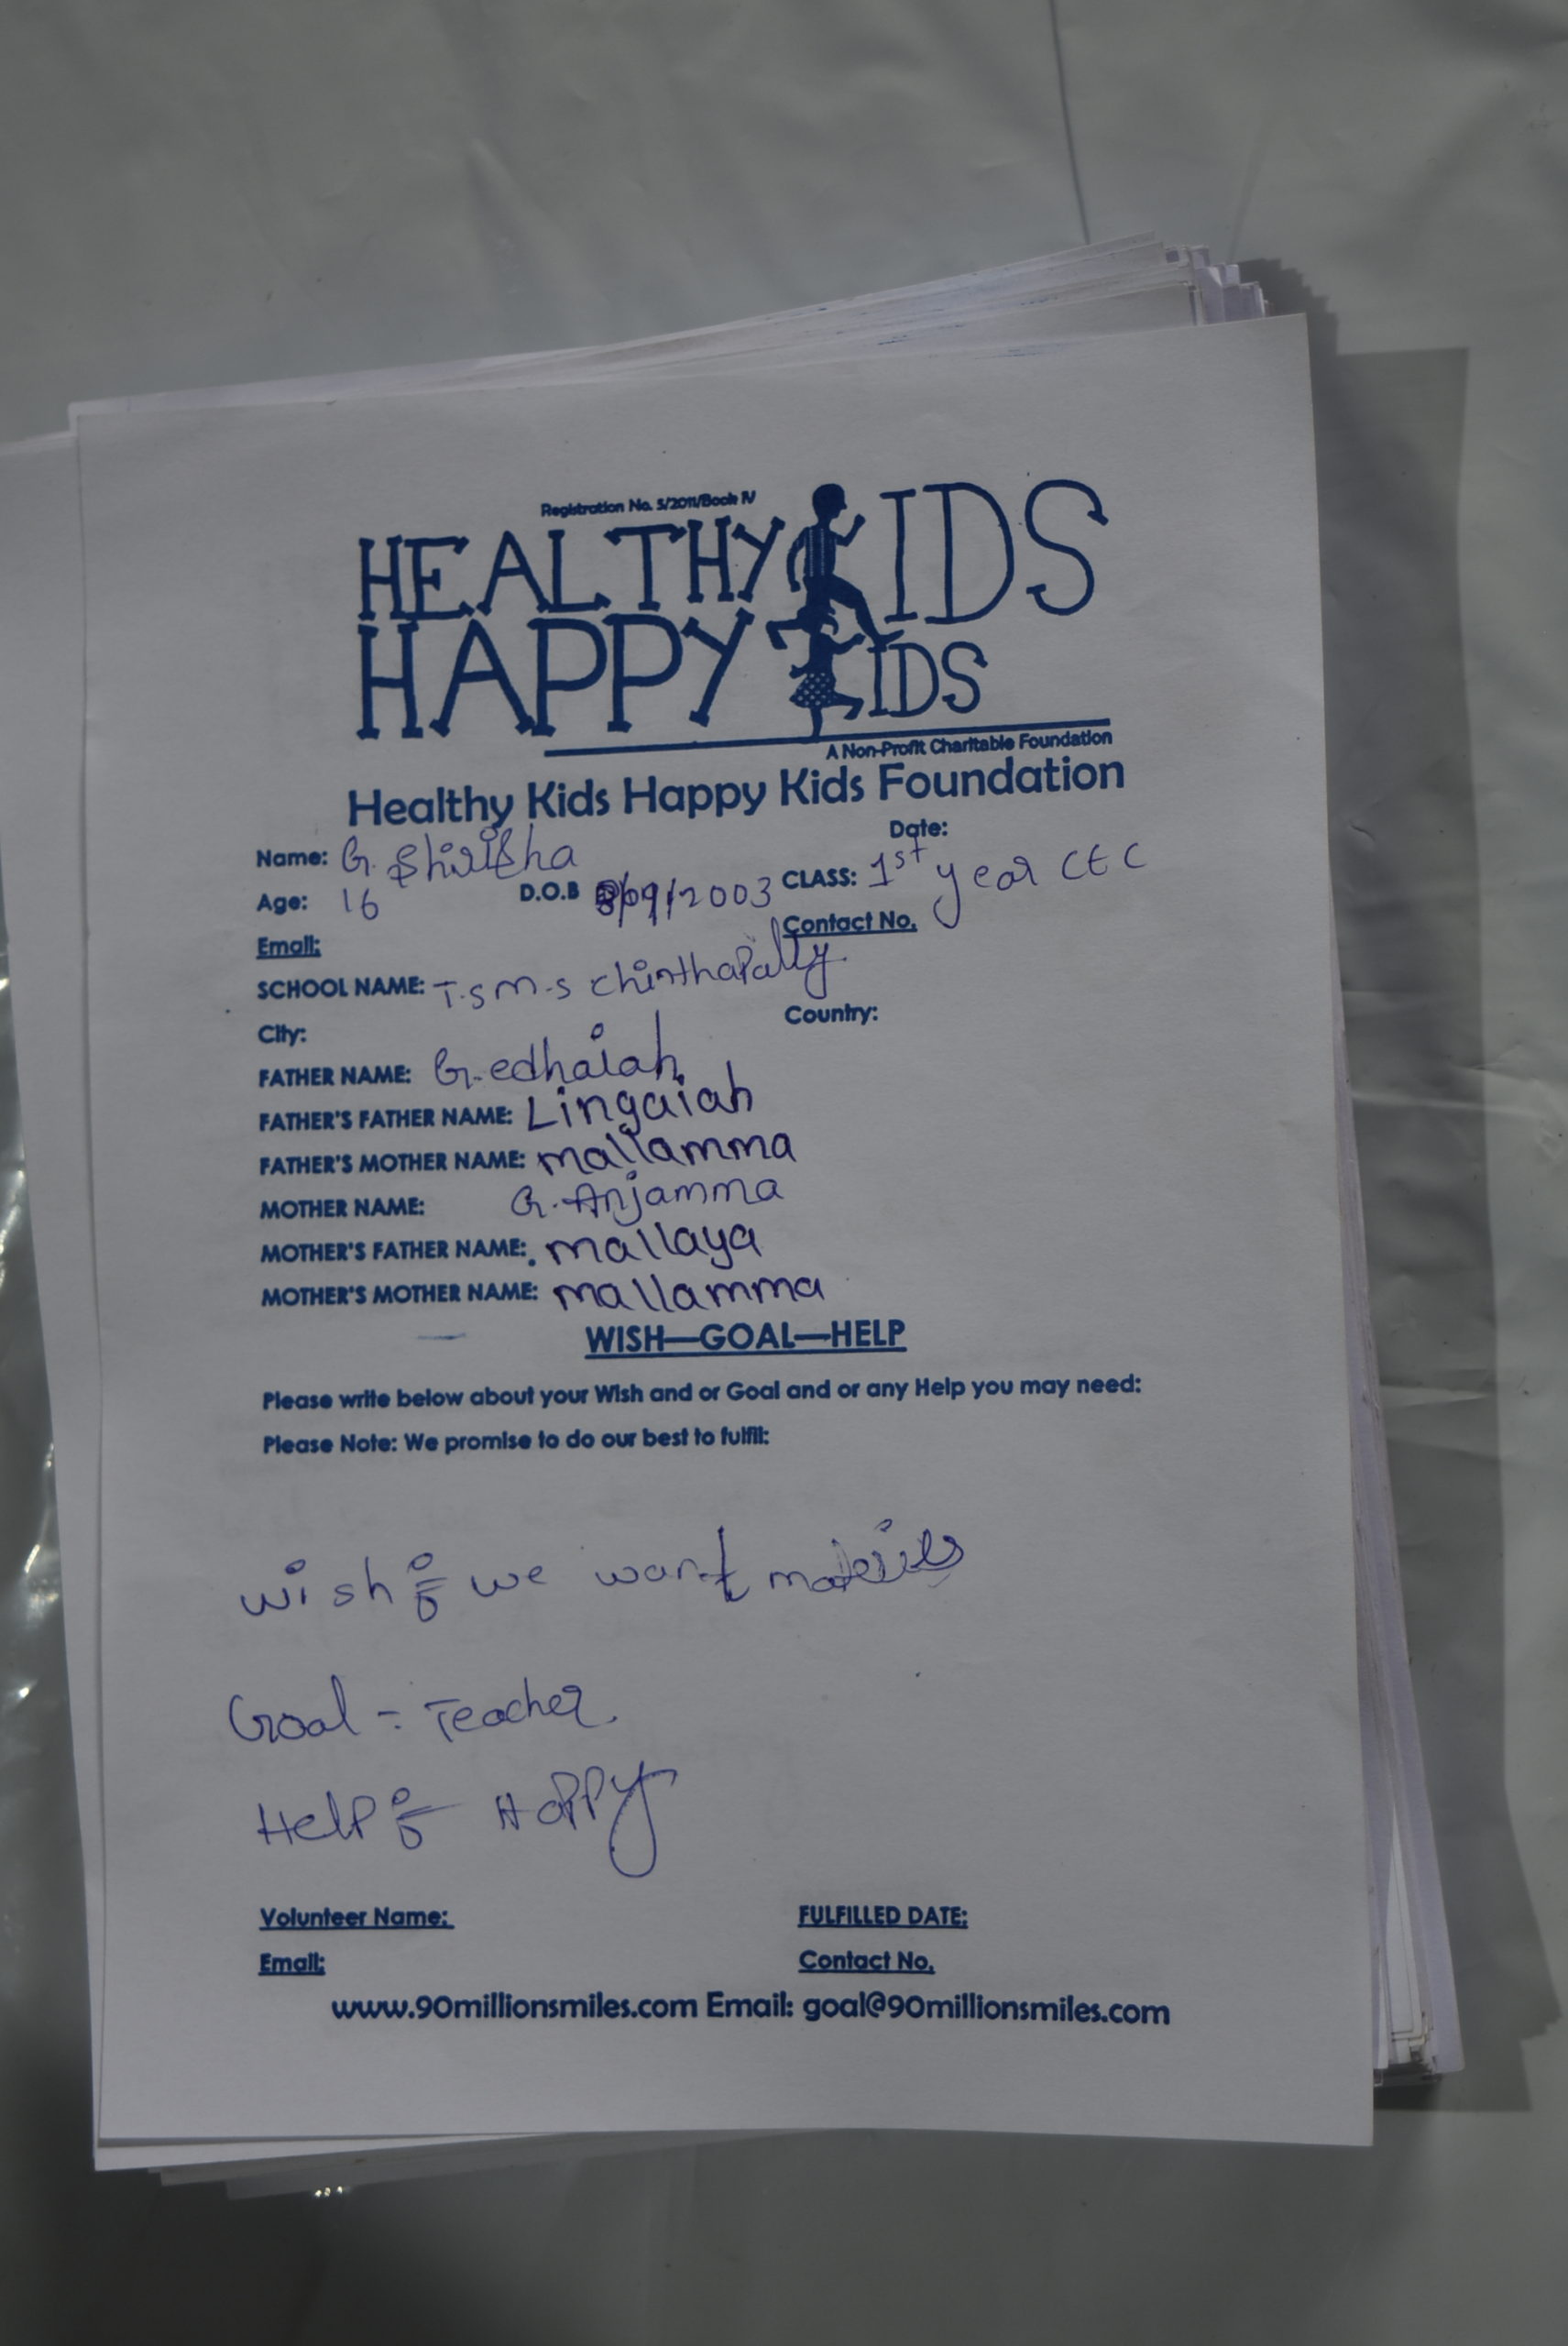 Registration No. 5/2011/Book IV
HEALTHY KIDS
HAPPY KIDS
A Non-Profit Charitable Foundation
Healthy Kids Happy Kids Foundation
Date:
Name: G. Shirisha
Age: 16 D.O.B /09/2003 CLASS: 1st year CEC
Email: Contact No.
SCHOOL NAME: T.S M.S chinthapally
City: Country:
FATHER NAME: G. edhaiah
FATHER'S FATHER NAME: Lingaiah
FATHER'S MOTHER NAME: mallamma
MOTHER NAME: G. Anjamma
MOTHER'S FATHER NAME: mallaya
MOTHER'S MOTHER NAME: mallamma
WISH—GOAL—HELP
Please write below about your Wish and or Goal and or any Help you may need:
Please Note: We promise to do our best to fulfil:
wish : we want
Goal : Teacher.
Help : Happy
Volunteer Name: FULFILLED DATE:
Email: Contact No.
www.90millionsmiles.com Email: goal@90millionsmiles.com